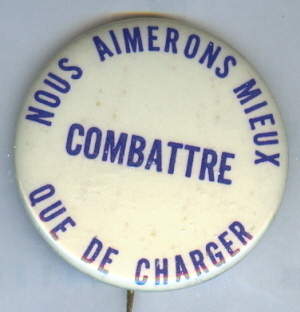 NOUS AIMERONS MIEUX
COMBATTRE
QUE DE CHARGER